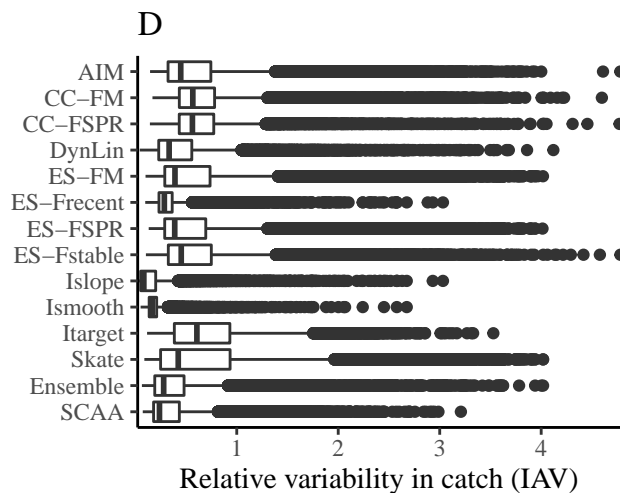 D
AIM
CC−FM
CC−FSPR
DynLin
ES−FM
ES−Frecent
ES−FSPR
ES−Fstable
Islope
Ismooth
Itarget
Skate
Ensemble
SCAA
1 2 3 4
Relative variability in catch (IAV)